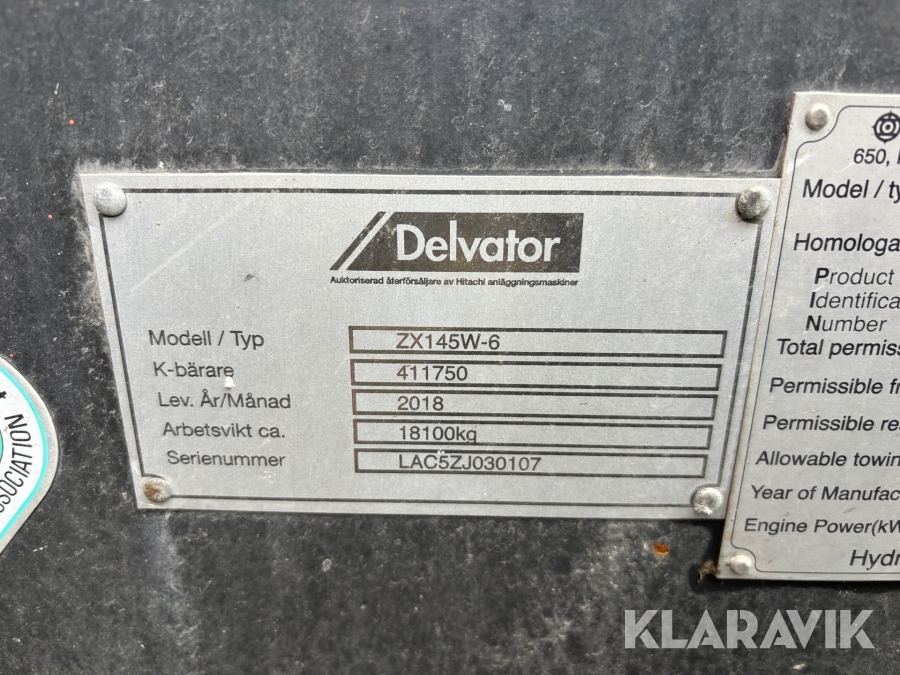 Delvator
Auktoriserad återförsäljare av Hitachi anläggningsmaskiner
Modell / Typ ZX145W-6
K-bärare 411750
Lev. År/Månad 2018
Arbetsvikt ca. 18100kg
Serienummer LAC5ZJ030107
650,
Model / ty
Homologa
Product
Identifica
Number
Total permiss
Permissible fr
Permissible rea
Allowable towin
Year of Manufac
Engine Power(kW
Hydr
SSOCIATION
KLARAVIK